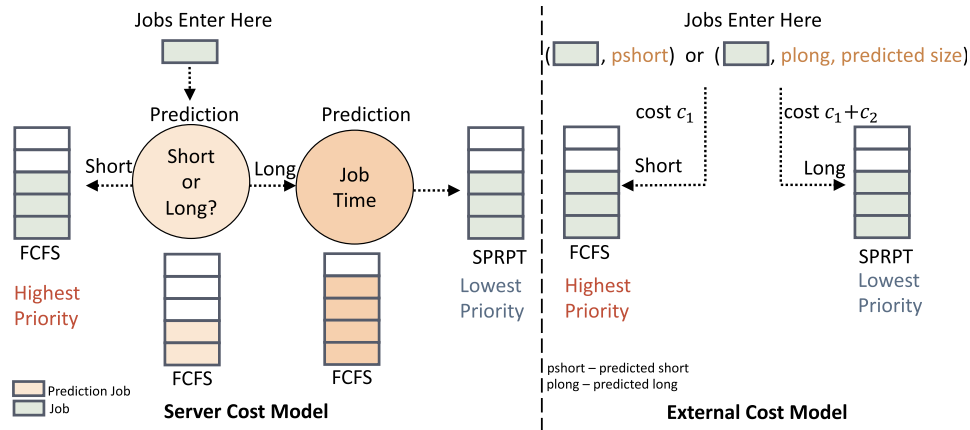 Jobs Enter Here
Prediction
Prediction
Short
or
Long?
Short
Long
Job
Time
FCFS
SPRPT
Highest
Priority
Lowest
Priority
FCFS
FCFS
Prediction Job
Job
Server Cost Model
Jobs Enter Here
( , pshort) or ( , plong, predicted size)
cost c₁
cost c₁+c₂
Short
Long
FCFS
SPRPT
Highest
Priority
Lowest
Priority
pshort – predicted short
plong – predicted long
External Cost Model